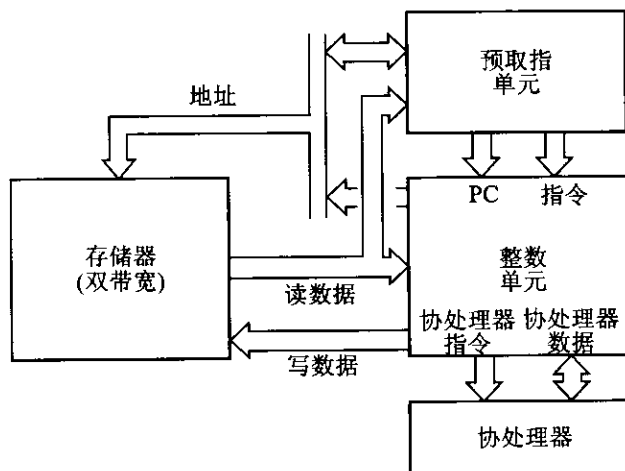 预取指
单元
地址
PC 指令
存储器
(双带宽)
整数
单元
读数据
协处理器 协处理器
指令 数据
写数据
协处理器